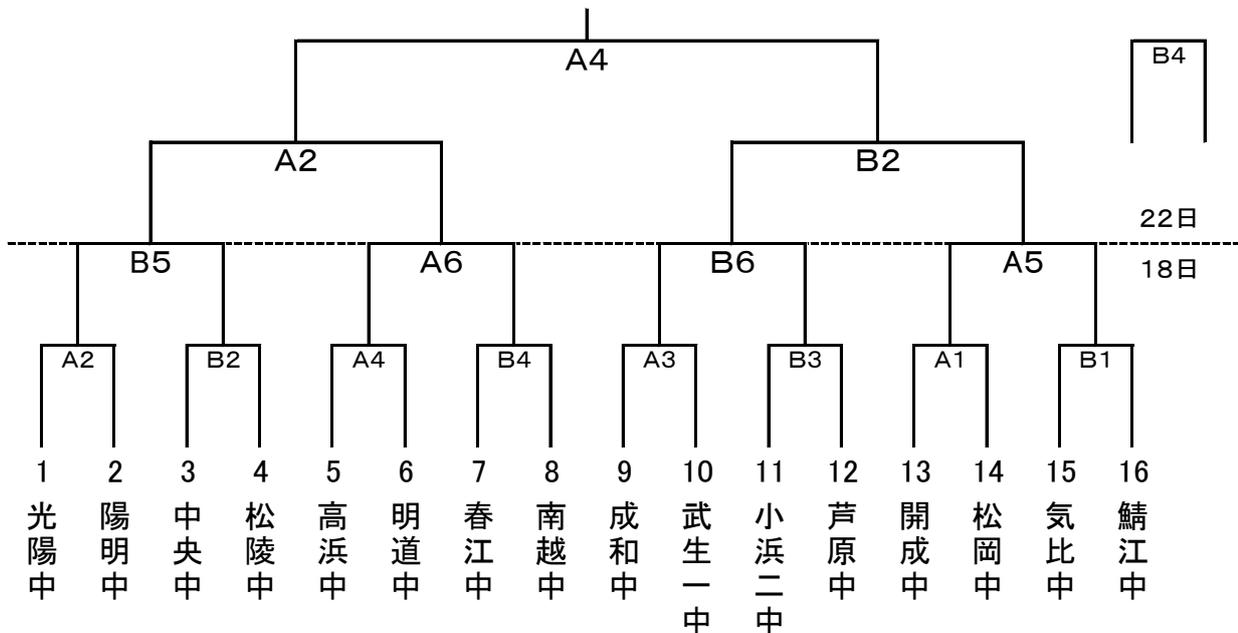 A4
B4
A2
B2
22日
B5
A6
B6
A5
18日
A2
B2
A4
B4
A3
B3
A1
B1
1
2
3
4
5
6
7
8
9
10
11
12
13
14
15
16
光陽中
陽明中
中央中
松陵中
高浜中
明道中
春江中
南越中
成和中
武生一中
小浜二中
芦原中
開成中
松岡中
気比中
鯖江中